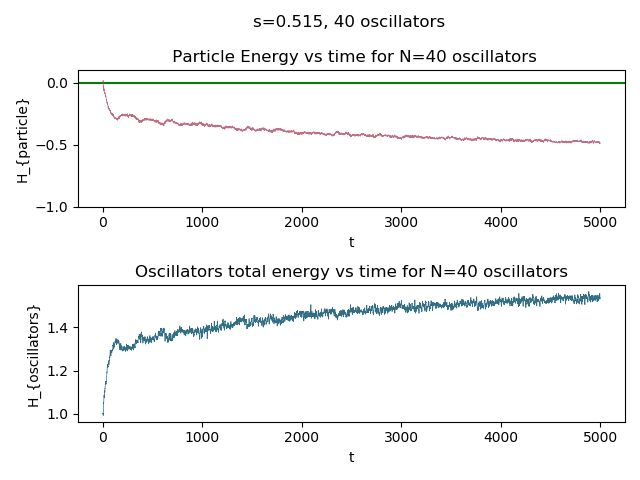 s=0.515, 40 oscillators
Particle Energy vs time for N=40 oscillators
H_{particle}
0.0
−0.5
−1.0
0 1000 2000 3000 4000 5000
t
Oscillators total energy vs time for N=40 oscillators
H_{oscillators}
1.4
1.2
1.0
0 1000 2000 3000 4000 5000
t